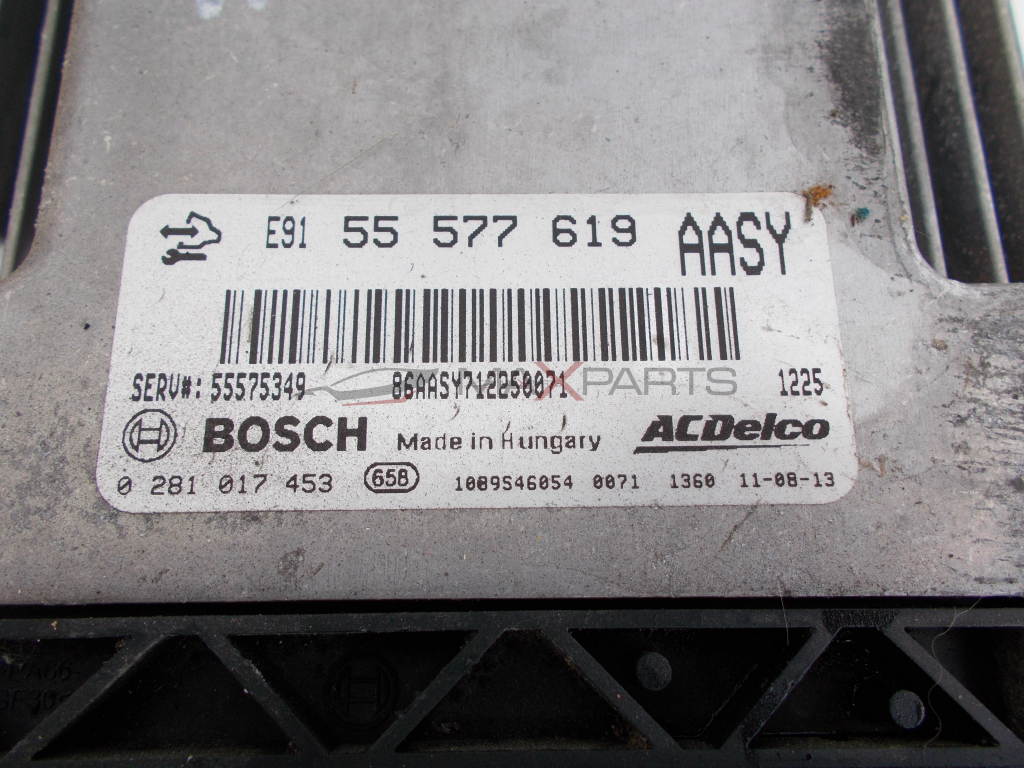 E91 55 577 619 AASY
SERV#: 55575349 86AASY712250071 1225
BOSCH Made in Hungary ACDelco
0 281 017 453 658 1089S46054 0071 1360 11-08-13
PARTS